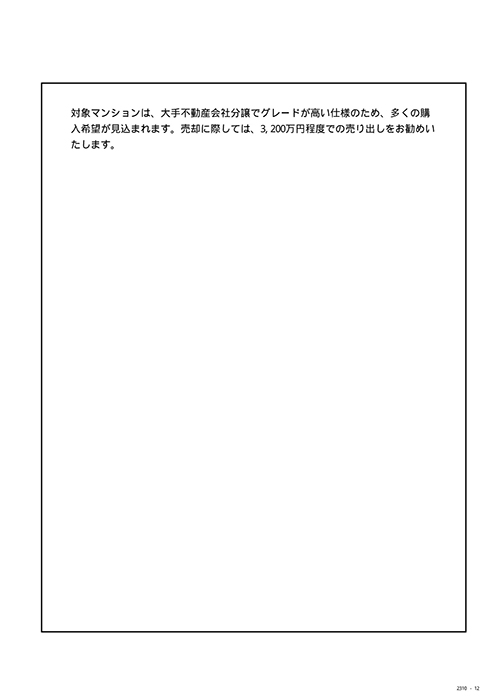 対象マンションは、大手不動産会社分譲でグレードが高い仕様のため、多くの購
入希望が見込まれます。売却に際しては、3,200万円程度での売り出しをお勧めい
たします。
2310 - 12